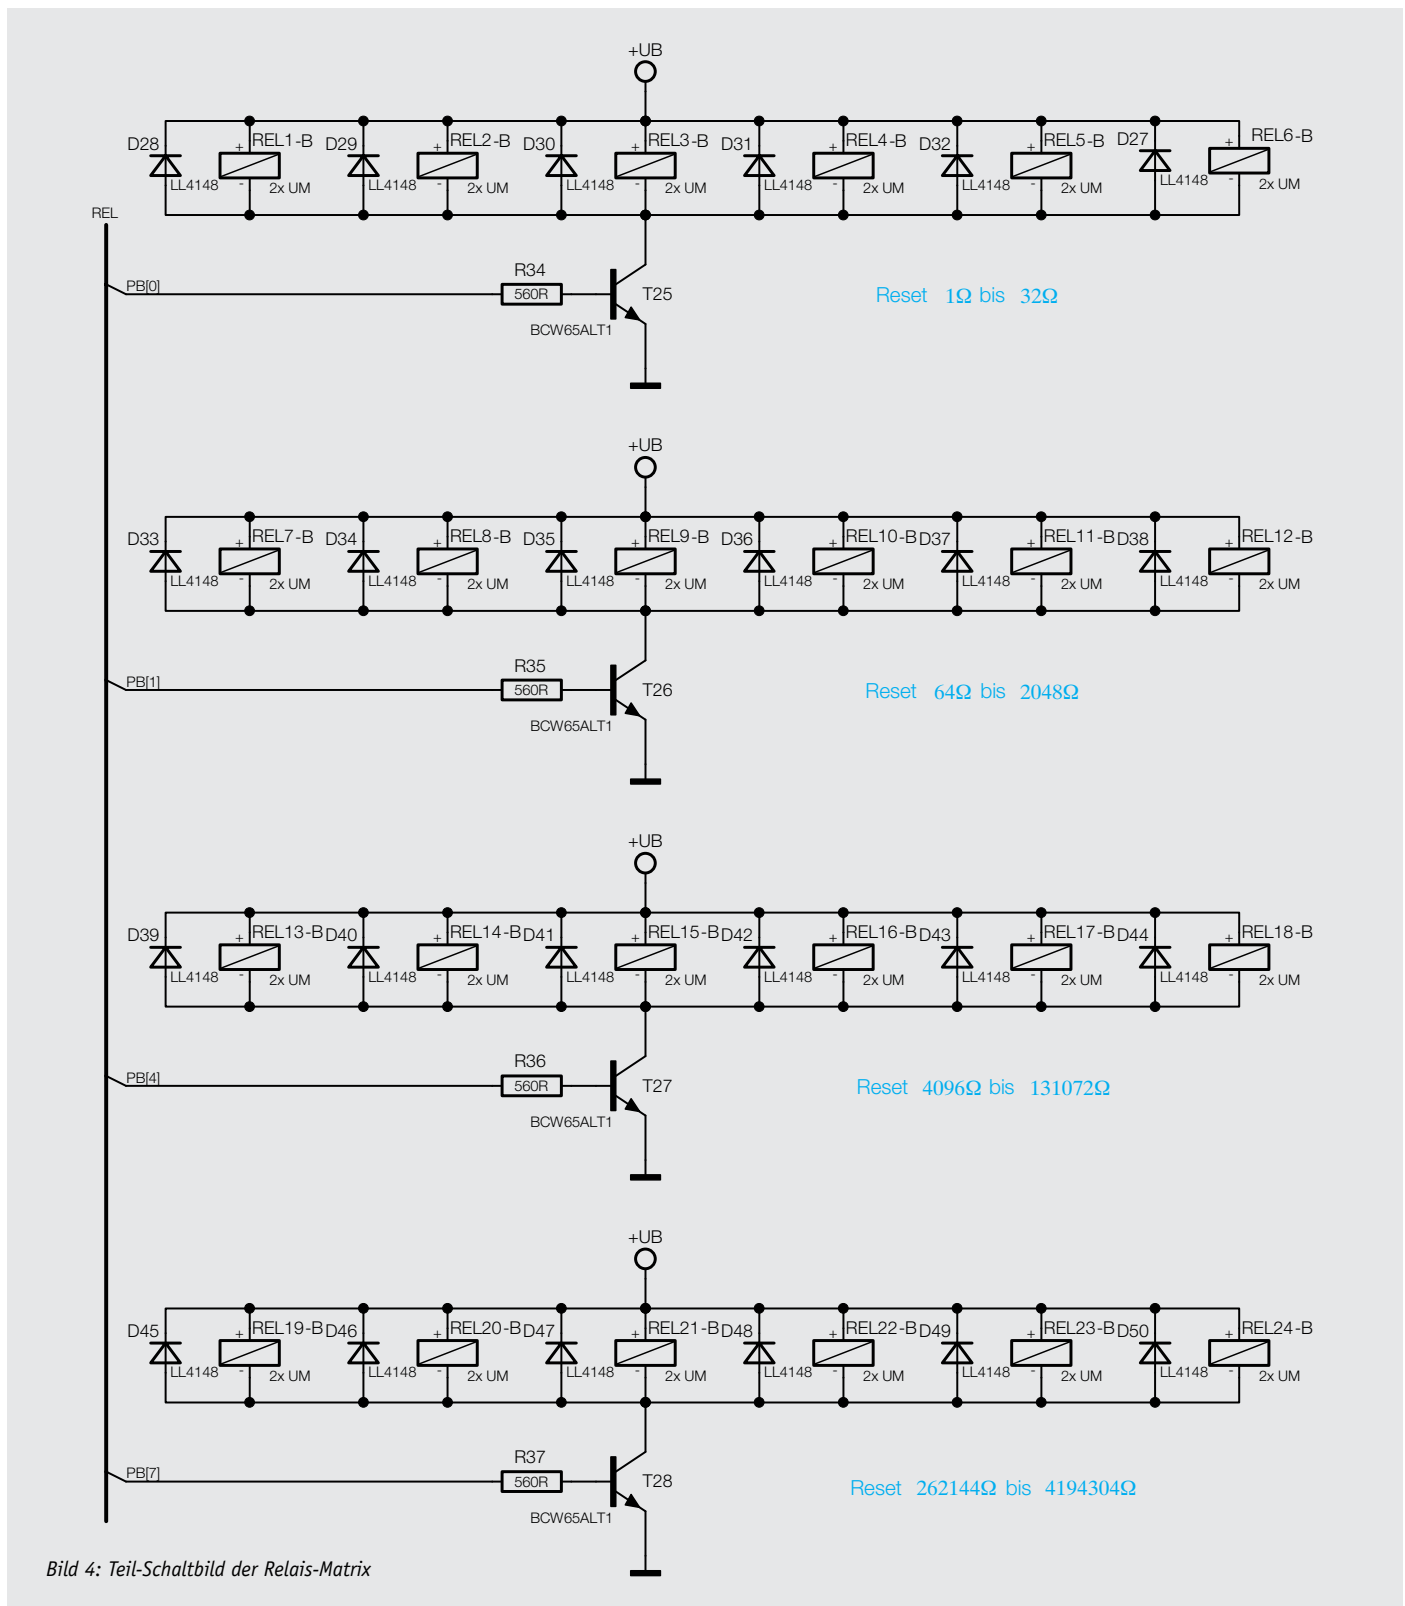 +UB
D28 REL1-B D29 REL2-B D30 REL3-B D31 REL4-B D32 REL5-B D27 REL6-B
+ + + + + +
LL4148 - 2x UM LL4148 - 2x UM LL4148 - 2x UM LL4148 - 2x UM LL4148 - 2x UM LL4148 - 2x UM
REL
PB[0] R34
560R T25
BCW65ALT1
Reset 1Ω bis 32Ω
+UB
D33 REL7-B D34 REL8-B D35 REL9-B D36 REL10-B D37 REL11-B D38 REL12-B
+ + + + + +
LL4148 - 2x UM LL4148 - 2x UM LL4148 - 2x UM LL4148 - 2x UM LL4148 - 2x UM LL4148 - 2x UM
PB[1] R35
560R T26
BCW65ALT1
Reset 64Ω bis 2048Ω
+UB
D39 REL13-B D40 REL14-B D41 REL15-B D42 REL16-B D43 REL17-B D44 REL18-B
+ + + + + +
LL4148 - 2x UM LL4148 - 2x UM LL4148 - 2x UM LL4148 - 2x UM LL4148 - 2x UM LL4148 - 2x UM
PB[4] R36
560R T27
BCW65ALT1
Reset 4096Ω bis 131072Ω
+UB
D45 REL19-B D46 REL20-B D47 REL21-B D48 REL22-B D49 REL23-B D50 REL24-B
+ + + + + +
LL4148 - 2x UM LL4148 - 2x UM LL4148 - 2x UM LL4148 - 2x UM LL4148 - 2x UM LL4148 - 2x UM
PB[7] R37
560R T28
BCW65ALT1
Reset 262144Ω bis 4194304Ω
Bild 4: Teil-Schaltbild der Relais-Matrix